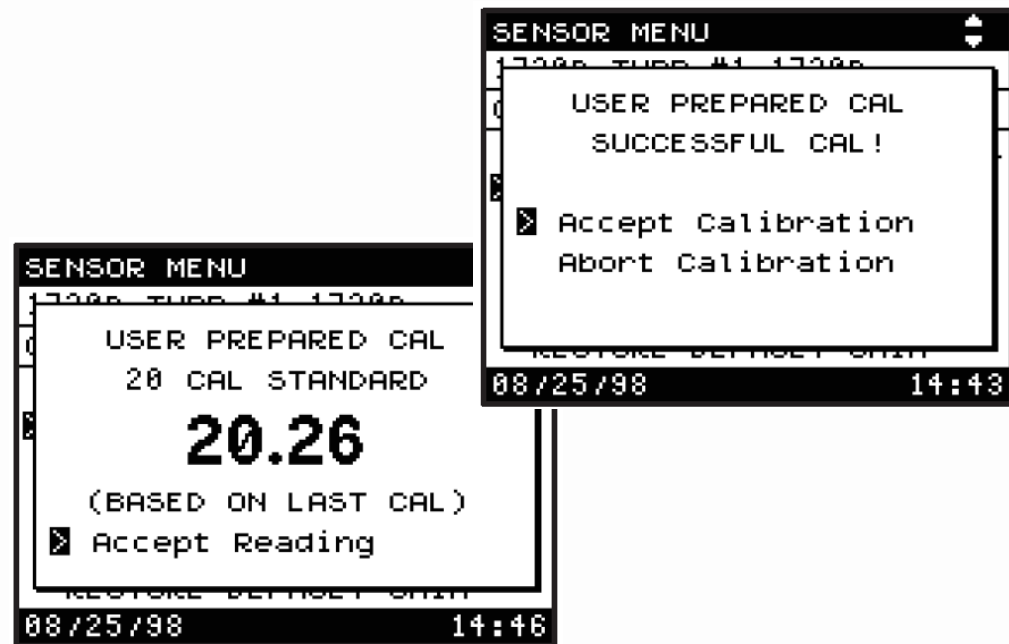 SENSOR MENU
USER PREPARED CAL
20 CAL STANDARD
20.26
(BASED ON LAST CAL)
> Accept Reading
08/25/98 14:46
SENSOR MENU
USER PREPARED CAL
SUCCESSFUL CAL!
> Accept Calibration
Abort Calibration
08/25/98 14:43